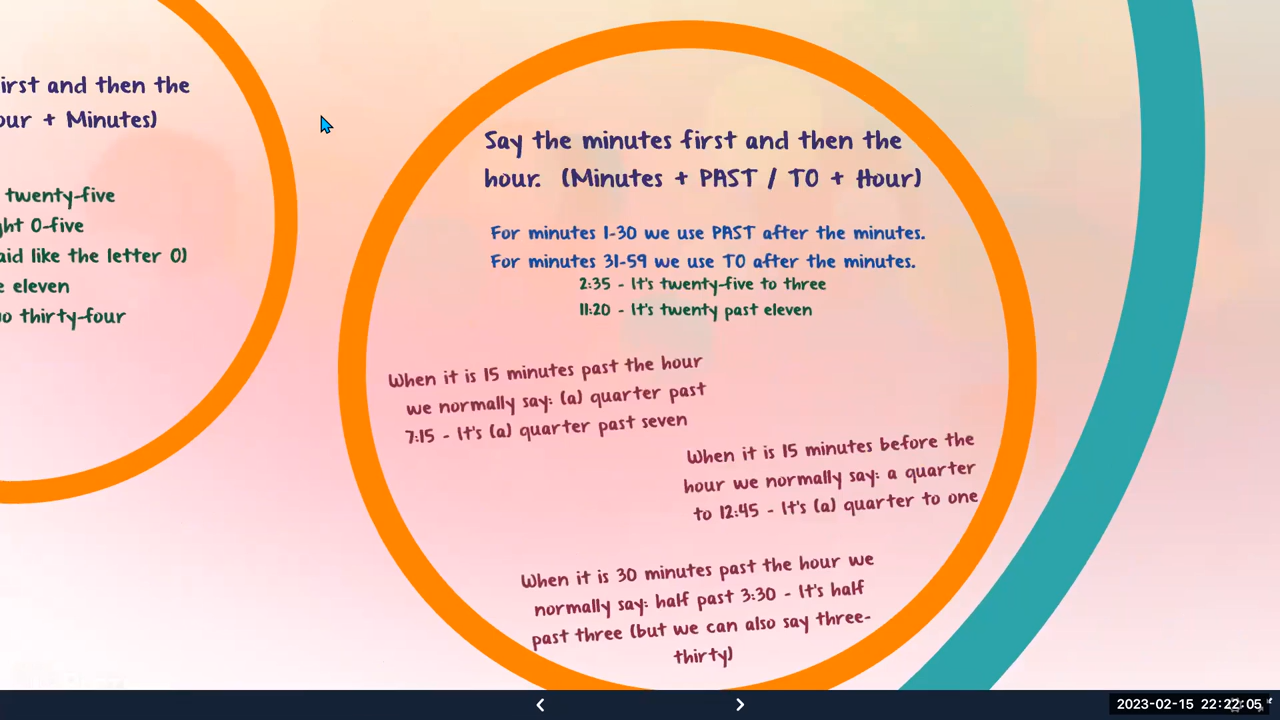 irst and then the
our + Minutes)
twenty-five
ght O-five
aid like the letter O)
e eleven
o thirty-four
Say the minutes first and then the
hour. (Minutes + PAST / TO + Hour)
For minutes 1-30 we use PAST after the minutes.
For minutes 31-59 we use TO after the minutes.
2:35 - It's twenty-five to three
11:20 - It's twenty past eleven
When it is 15 minutes past the hour
we normally say: (a) quarter past
7:15 - It's (a) quarter past seven
When it is 15 minutes before the
hour we normally say: a quarter
to 12:45 - It's (a) quarter to one
When it is 30 minutes past the hour we
normally say: half past 3:30 - It's half
past three (but we can also say three-
thirty)
2023-02-15 22:22:05